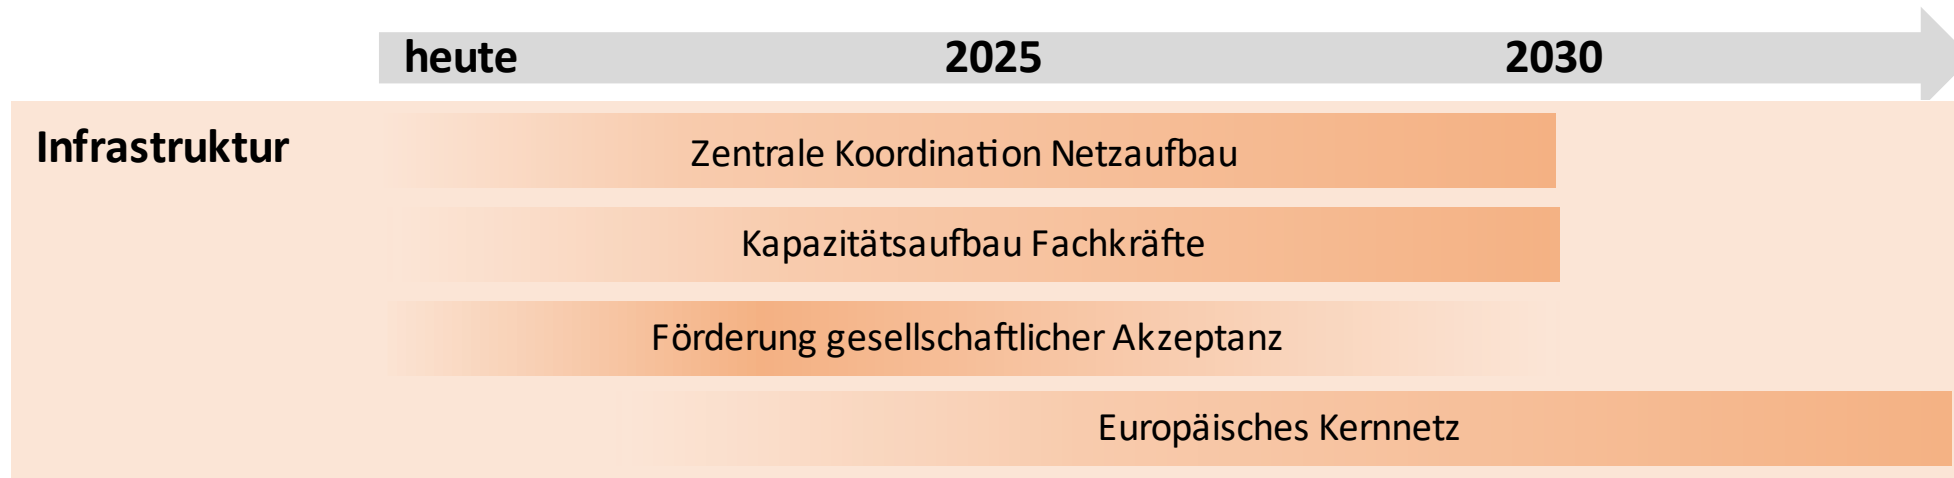 heute 2025 2030
Infrastruktur
Zentrale Koordination Netzaufbau
Kapazitätsaufbau Fachkräfte
Förderung gesellschaftlicher Akzeptanz
Europäisches Kernnetz